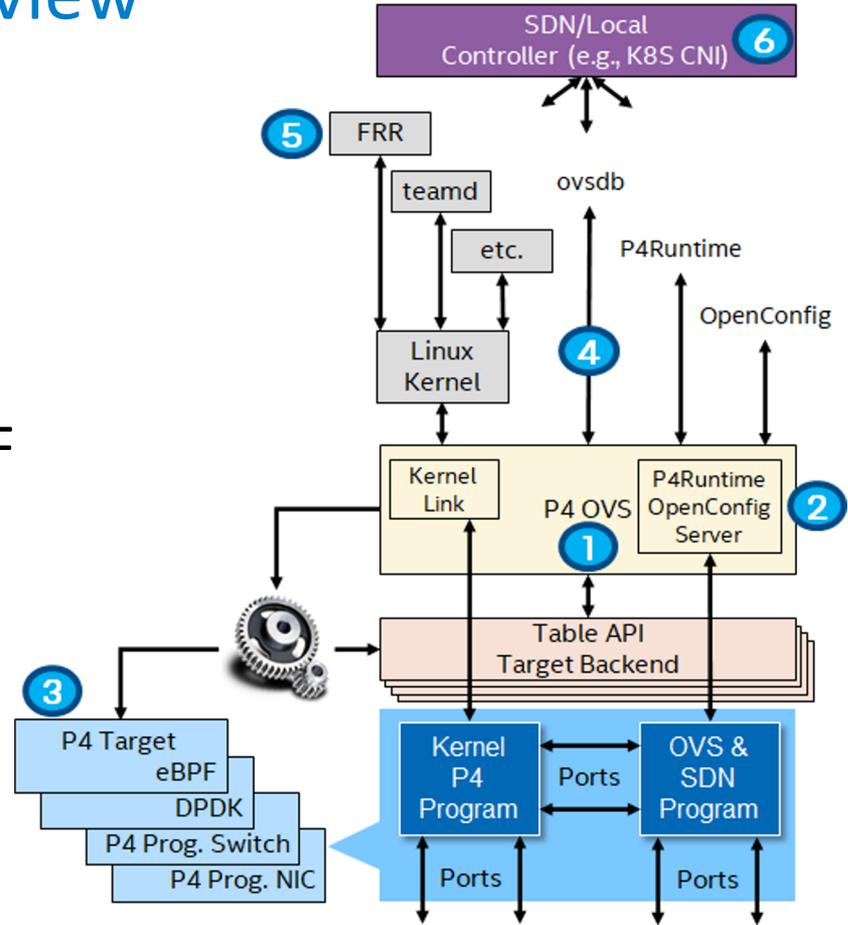 view
SDN/Local
Controller (e.g., K8S CNI)
6
5
FRR
teamd
etc.
ovsdb
P4Runtime
OpenConfig
Linux
Kernel
4
F
Kernel
Link
P4 OVS
1
P4Runtime
OpenConfig
Server
2
Table API
Target Backend
3
P4 Target
eBPF
DPDK
P4 Prog. Switch
P4 Prog. NIC
Kernel
P4
Program
Ports
OVS &
SDN
Program
Ports
Ports